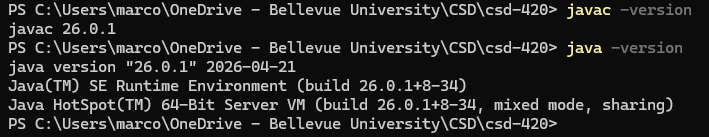 PS C:\Users\marco\OneDrive - Bellevue University\CSD\csd-420> javac -version
javac 26.0.1
PS C:\Users\marco\OneDrive - Bellevue University\CSD\csd-420> java -version
java version "26.0.1" 2026-04-21
Java(TM) SE Runtime Environment (build 26.0.1+8-34)
Java HotSpot(TM) 64-Bit Server VM (build 26.0.1+8-34, mixed mode, sharing)
PS C:\Users\marco\OneDrive - Bellevue University\CSD\csd-420>